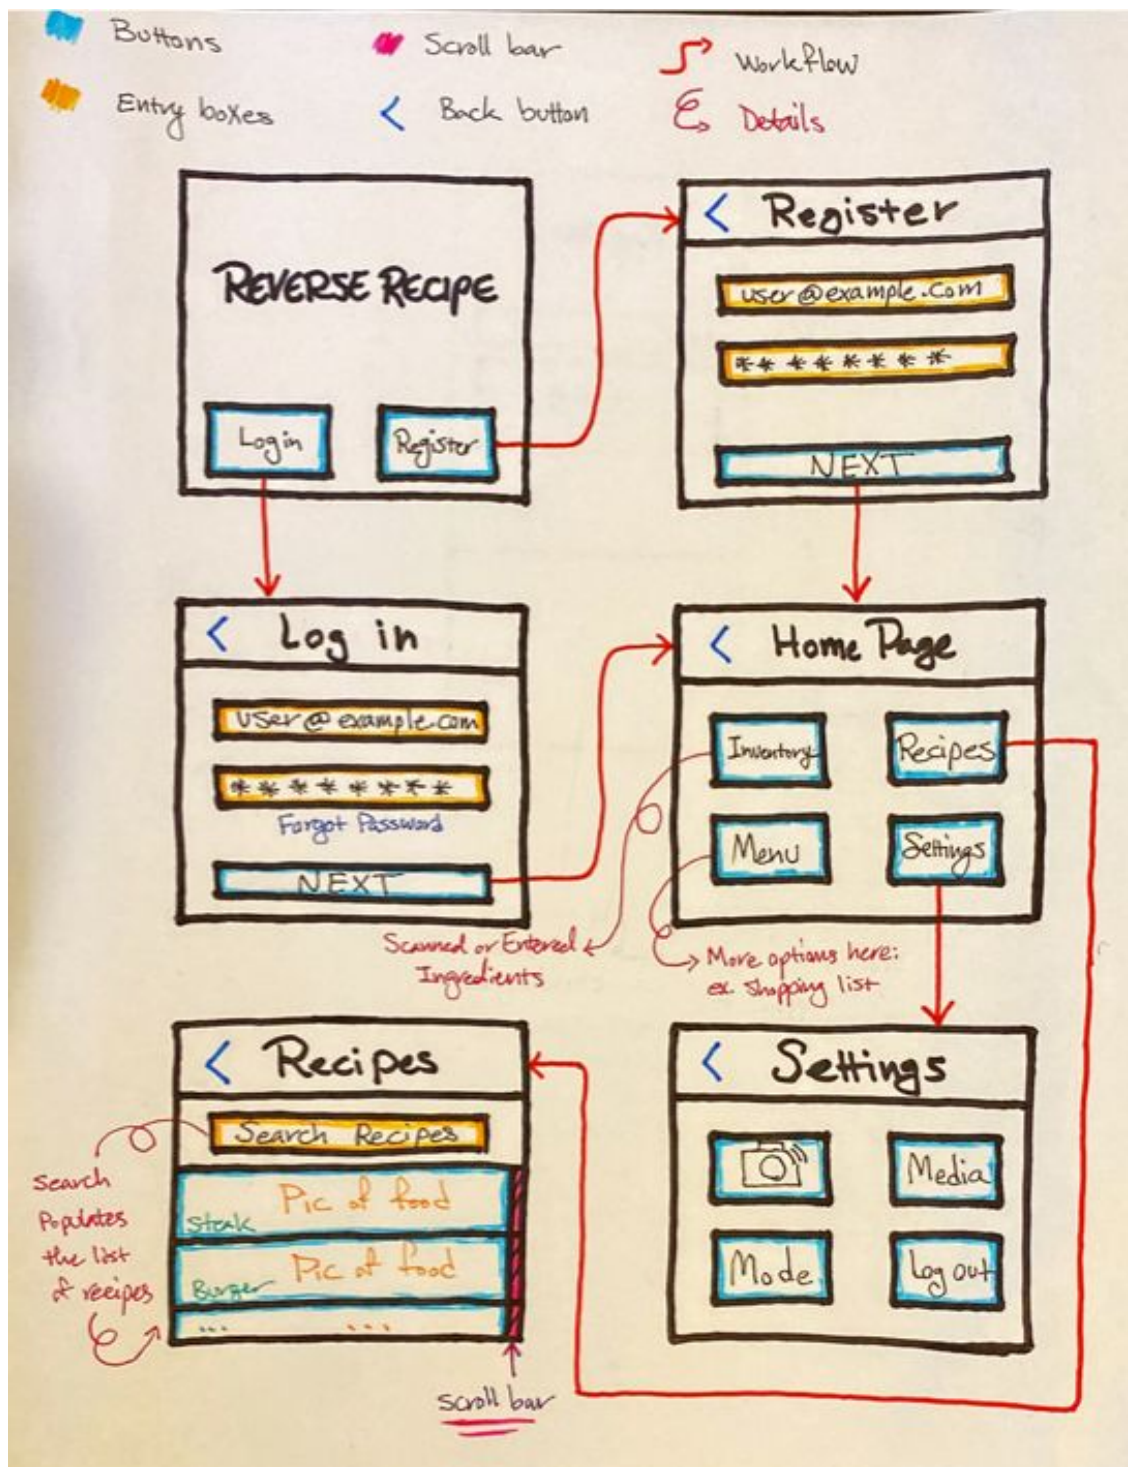 Buttons
Scroll bar
Workflow
Entry boxes
< Back button
Details
REVERSE RECIPE
Login
Register
< Register
user@example.com
********
NEXT
< Log in
user@example.com
********
Forgot Password
NEXT
< Home Page
Inventory
Recipes
Menu
Settings
Scanned or Entered
Ingredients
More options here:
ex. shopping list
< Recipes
Search Recipes
Pic of food
Steak
Pic of food
Burger
... ...
Search
Populates
the list
of recipes
scroll bar
< Settings
Media
Mode
Log out